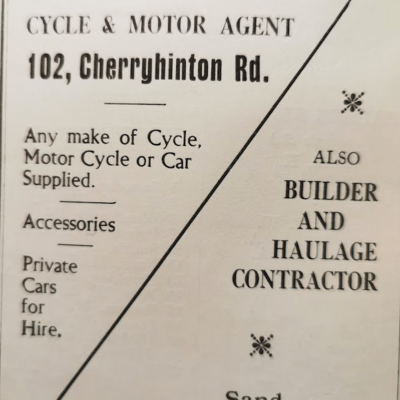 CYCLE & MOTOR AGENT
102, Cherryhinton Rd.
Any make of Cycle,
Motor Cycle or Car
Supplied.
Accessories
Private
Cars
for
Hire.
ALSO
BUILDER
AND
HAULAGE
CONTRACTOR
Sand